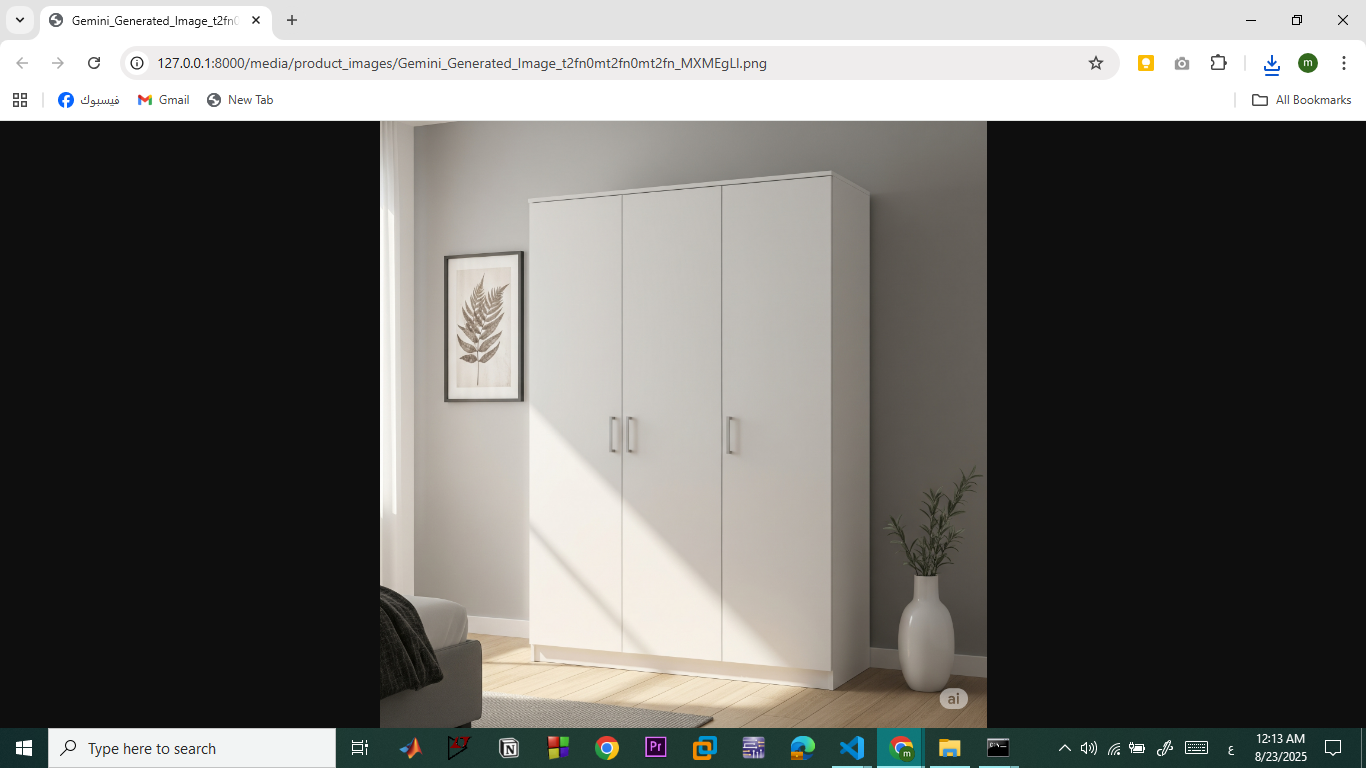 Gemini_Generated_Image_t2fn0
127.0.0.1:8000/media/product_images/Gemini_Generated_Image_t2fn0mt2fn0mt2fn_MXMEgLl.png
m
فيسبوك
Gmail
New Tab
All Bookmarks
ai
Type here to search
Pr
m
ع
12:13 AM
8/23/2025